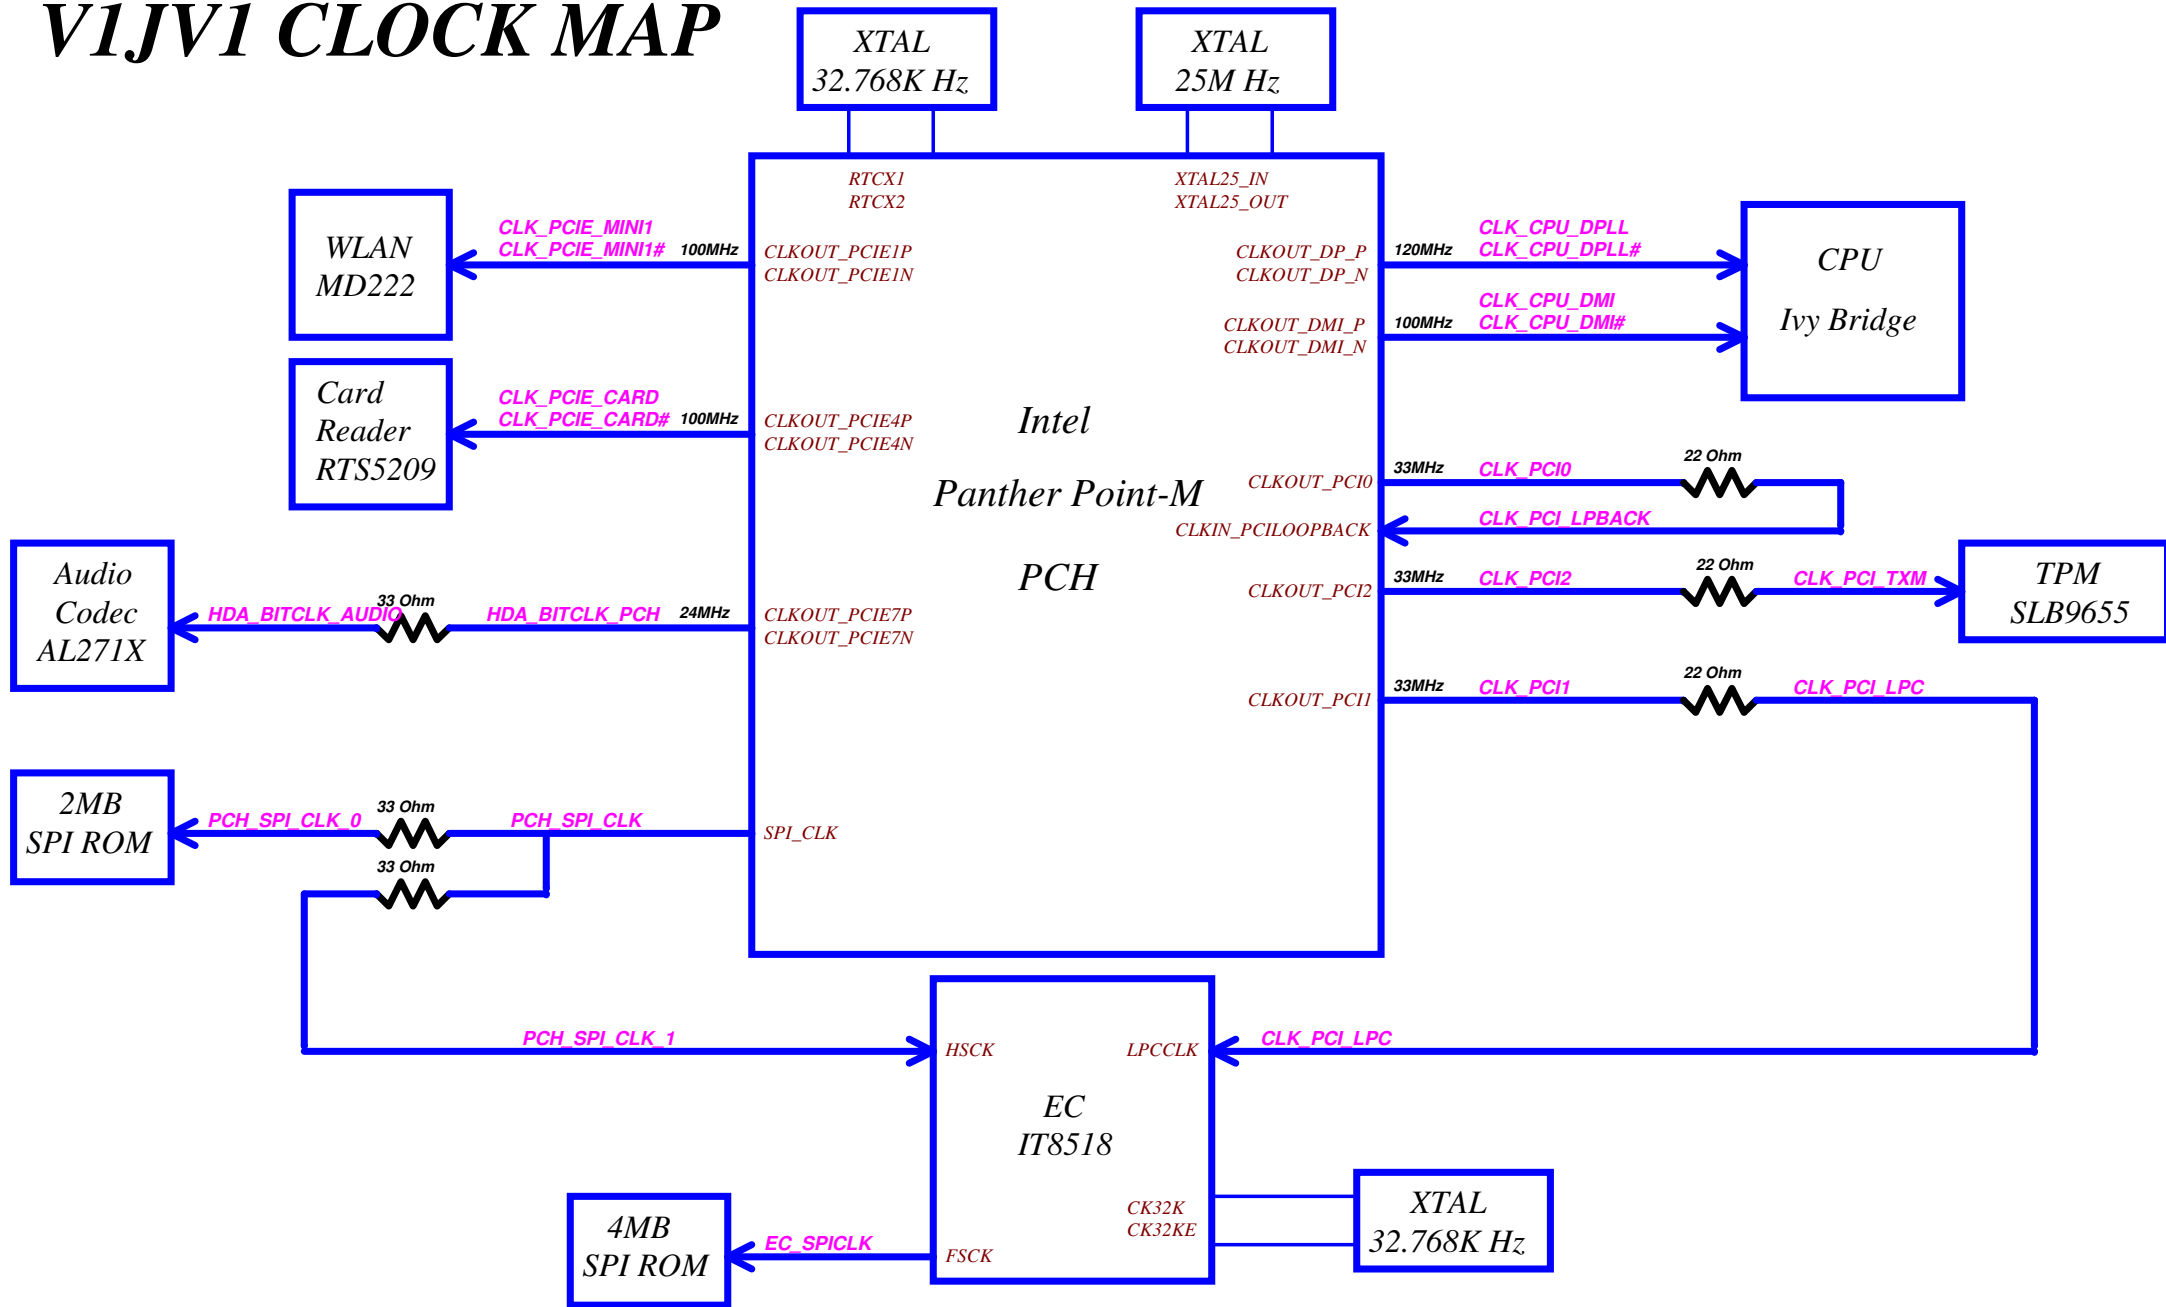 V1JV1 CLOCK MAP
XTAL
32.768K Hz
XTAL
25M Hz
RTCX1
RTCX2
XTAL25_IN
XTAL25_OUT
WLAN
MD222
CLK_PCIE_MINI1
CLK_PCIE_MINI1#
100MHz
CLKOUT_PCIE1P
CLKOUT_PCIE1N
CLKOUT_DP_P
CLKOUT_DP_N
120MHz
CLK_CPU_DPLL
CLK_CPU_DPLL#
CLKOUT_DMI_P
CLKOUT_DMI_N
100MHz
CLK_CPU_DMI
CLK_CPU_DMI#
CPU
Ivy Bridge
Card
Reader
RTS5209
CLK_PCIE_CARD
CLK_PCIE_CARD#
100MHz
CLKOUT_PCIE4P
CLKOUT_PCIE4N
Intel
Panther Point-M
PCH
CLKOUT_PCI0
33MHz
CLK_PCI0
22 Ohm
CLKIN_PCILOOPBACK
CLK_PCI_LPBACK
CLKOUT_PCI2
33MHz
CLK_PCI2
22 Ohm
CLK_PCI_TXM
TPM
SLB9655
Audio
Codec
AL271X
HDA_BITCLK_AUDIO
33 Ohm
HDA_BITCLK_PCH
24MHz
CLKOUT_PCIE7P
CLKOUT_PCIE7N
CLKOUT_PCI1
33MHz
CLK_PCI1
22 Ohm
CLK_PCI_LPC
2MB
SPI ROM
PCH_SPI_CLK_0
33 Ohm
PCH_SPI_CLK
SPI_CLK
33 Ohm
PCH_SPI_CLK_1
HSCK
LPCCLK
CLK_PCI_LPC
EC
IT8518
CK32K
CK32KE
XTAL
32.768K Hz
4MB
SPI ROM
EC_SPICLK
FSCK